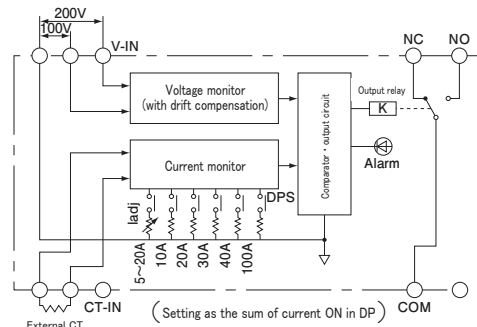 200V
100V
V-IN
NC
NO
Voltage monitor
(with drift compensation)
Comparator・output circuit
Output relay
K
Alarm
Current monitor
DPS
Iadj
5～20A
10A
20A
30A
40A
100A
CT-IN
(Setting as the sum of current ON in DP)
COM
External CT